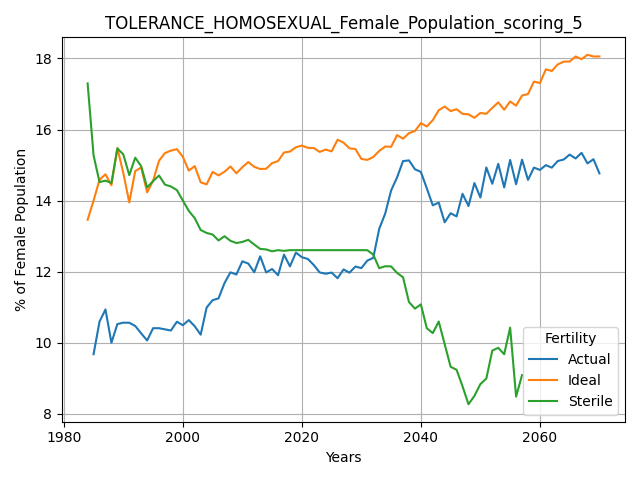 TOLERANCE_HOMOSEXUAL_Female_Population_scoring_5
% of Female Population
18
16
14
12
10
8
1980 2000 2020 2040 2060
Years
Fertility
Actual
Ideal
Sterile